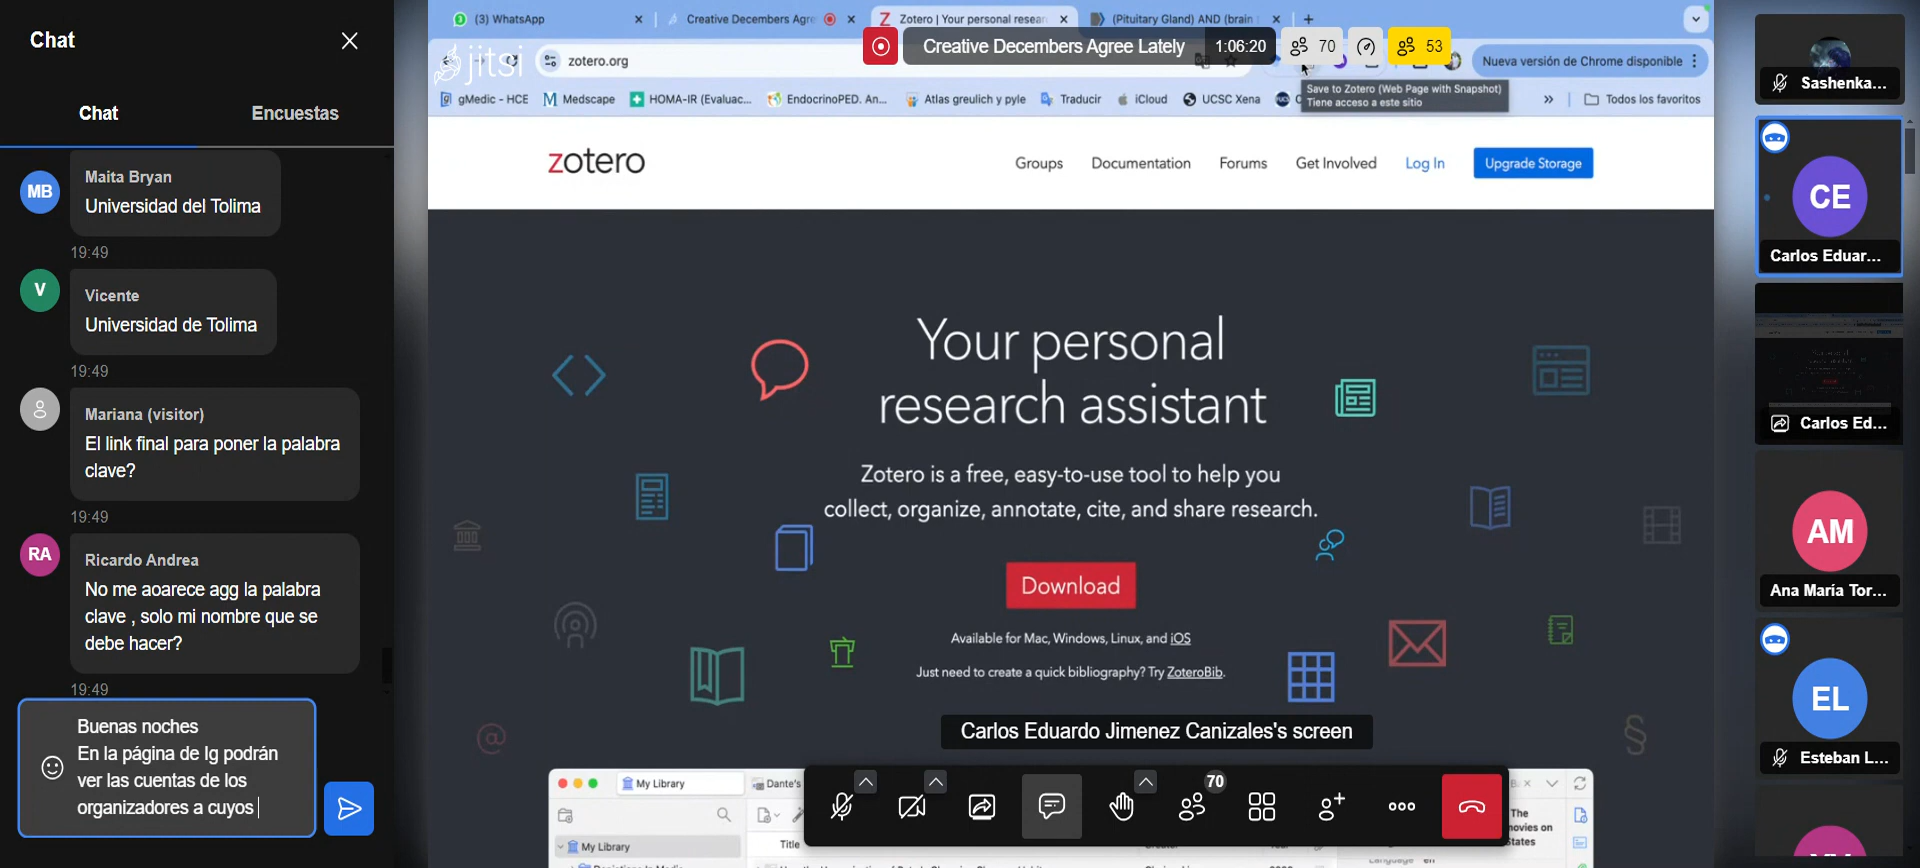 Chat
Chat
Encuestas
MB
Maita Bryan
Universidad del Tolima
19:49
V
Vicente
Universidad de Tolima
19:49
Mariana (visitor)
El link final para poner la palabra
clave?
19:49
RA
Ricardo Andrea
No me aoarece agg la palabra
clave , solo mi nombre que se
debe hacer?
19:49
Buenas noches
En la página de Ig podrán
ver las cuentas de los
organizadores a cuyos
(3) WhatsApp
Creative Decembers Agre
Zotero | Your personal resear
(Pituitary Gland) AND (brain
jitsi
zotero.org
Creative Decembers Agree Lately
1:06:20
70
53
Nueva versión de Chrome disponible
Save to Zotero (Web Page with Snapshot)
Tiene acceso a este sitio
gMedic - HCE
Medscape
HOMA-IR (Evaluac...
EndocrinoPED. An...
Atlas greulich y pyle
Traducir
iCloud
UCSC Xena
Todos los favoritos
zotero
Groups
Documentation
Forums
Get Involved
Log In
Upgrade Storage
Your personal
research assistant
Zotero is a free, easy-to-use tool to help you
collect, organize, annotate, cite, and share research.
Download
Available for Mac, Windows, Linux, and iOS
Just need to create a quick bibliography? Try ZoteroBib.
Carlos Eduardo Jimenez Canizales's screen
My Library
Dante's
My Library
Title
70
The
States
Sashenka...
CE
Carlos Eduar...
Carlos Ed...
AM
Ana María Tor...
EL
Esteban L...